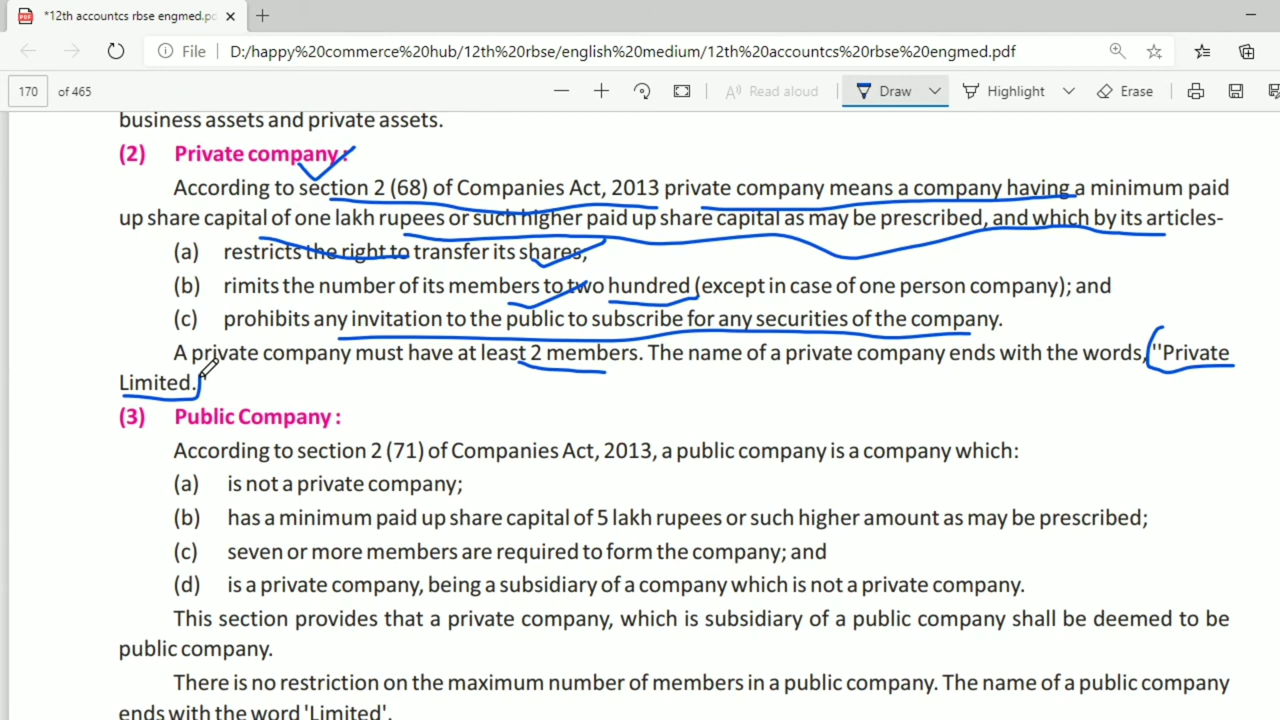 *12th accountcs rbse engmed.pd
File D:/happy%20commerce%20hub/12th%20rbse/english%20medium/12th%20accountcs%20rbse%20engmed.pdf
170 of 465 Read aloud Draw Highlight Erase
business assets and private assets.
(2) Private company :
According to section 2 (68) of Companies Act, 2013 private company means a company having a minimum paid
up share capital of one lakh rupees or such higher paid up share capital as may be prescribed, and which by its articles-
(a) restricts the right to transfer its shares;
(b) rimits the number of its members to two hundred (except in case of one person company); and
(c) prohibits any invitation to the public to subscribe for any securities of the company.
A private company must have at least 2 members. The name of a private company ends with the words, "Private
Limited."
(3) Public Company :
According to section 2 (71) of Companies Act, 2013, a public company is a company which:
(a) is not a private company;
(b) has a minimum paid up share capital of 5 lakh rupees or such higher amount as may be prescribed;
(c) seven or more members are required to form the company; and
(d) is a private company, being a subsidiary of a company which is not a private company.
This section provides that a private company, which is subsidiary of a public company shall be deemed to be
public company.
There is no restriction on the maximum number of members in a public company. The name of a public company
ends with the word 'Limited'.